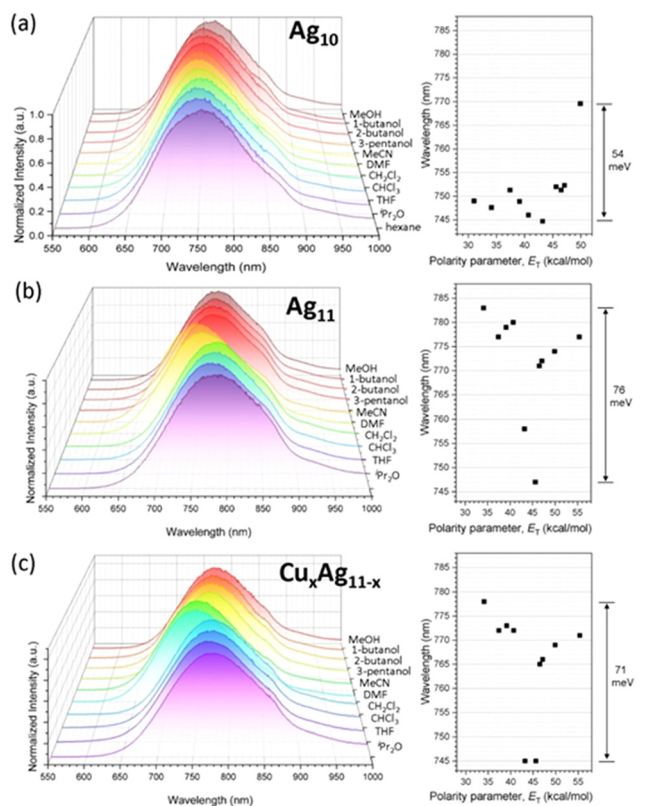 (a)
Ag10
Normalized Intensity (a.u.)
1.0
0.8
0.6
0.4
0.2
0.0
550 600 650 700 750 800 850 900 950 1000
Wavelength (nm)
MeOH
1-butanol
2-butanol
3-pentanol
MeCN
DMF
CH2Cl2
CHCl3
THF
iPr2O
hexane
Wavelength (nm)
785
780
775
770
765
760
755
750
745
30 35 40 45 50
Polarity parameter, ET (kcal/mol)
54
meV
(b)
Ag11
Normalized Intensity (a.u.)
550 600 650 700 750 800 850 900 950 1000
Wavelength (nm)
MeOH
1-butanol
2-butanol
3-pentanol
MeCN
DMF
CH2Cl2
CHCl3
THF
iPr2O
Wavelength (nm)
785
780
775
770
765
760
755
750
745
30 35 40 45 50 55
Polarity parameter, ET (kcal/mol)
76
meV
(c)
CuxAg11-x
Normalized Intensity (a.u.)
550 600 650 700 750 800 850 900 950 1000
Wavelength (nm)
MeOH
1-butanol
2-butanol
3-pentanol
MeCN
DMF
CH2Cl2
CHCl3
THF
iPr2O
Wavelength (nm)
785
780
775
770
765
760
755
750
745
30 35 40 45 50 55
Polarity parameter, ET (kcal/mol)
71
meV